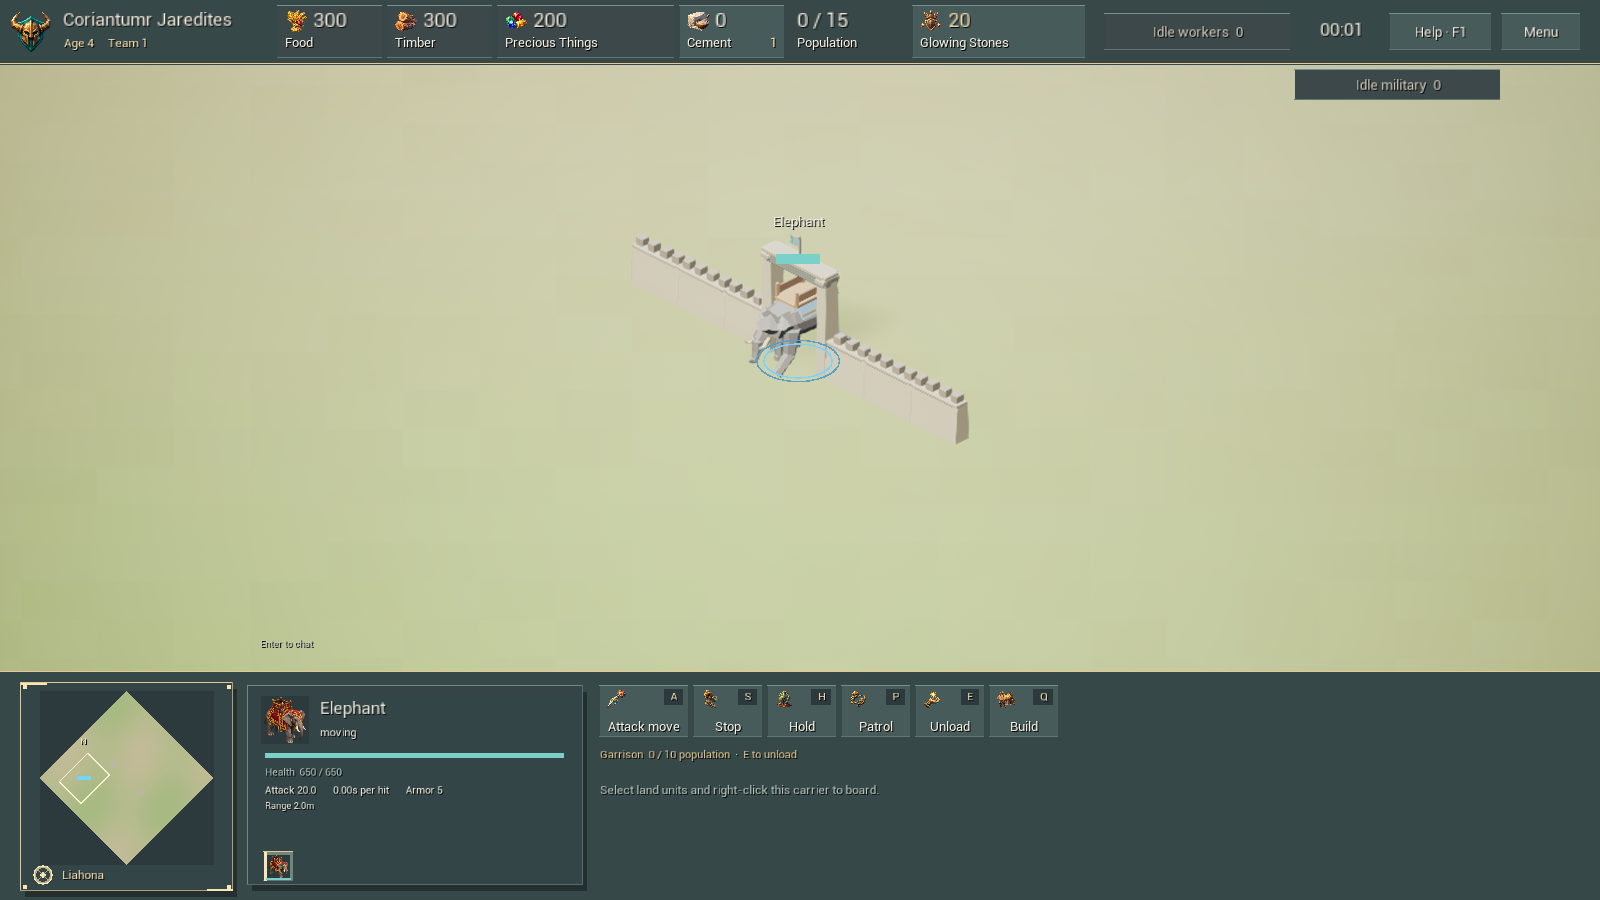 Coriantumr Jaredites
Age 4 Team 1
300
Food
300
Timber
200
Precious Things
0
Cement 1
0 / 15
Population
20
Glowing Stones
Idle workers 0
00:01
Help · F1
Menu
Idle military 0
Elephant
Enter to chat
N
Liahona
Elephant
moving
Health 650 / 650
Attack 20.0 0.00s per hit Armor 5
Range 2.0m
A
Attack move
S
Stop
H
Hold
P
Patrol
E
Unload
Q
Build
Garrison 0 / 10 population · E to unload
Select land units and right-click this carrier to board.